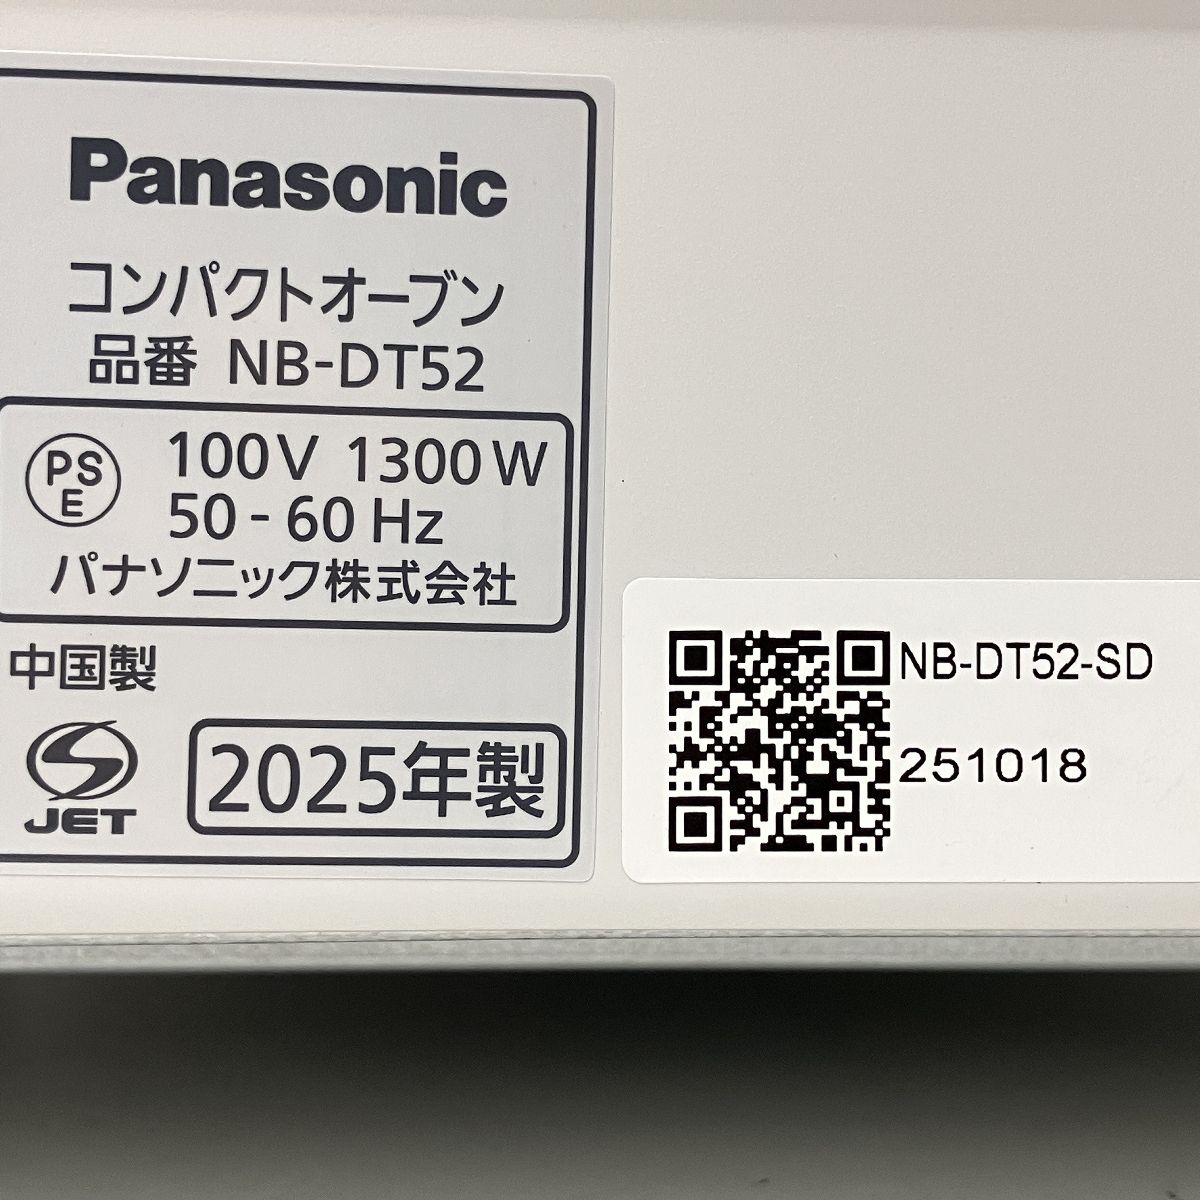 Panasonic
コンパクトオーブン
品番 NB-DT52
PS
E
100V 1300W
50-60Hz
パナソニック株式会社
中国製
JET
2025年製
NB-DT52-SD
251018